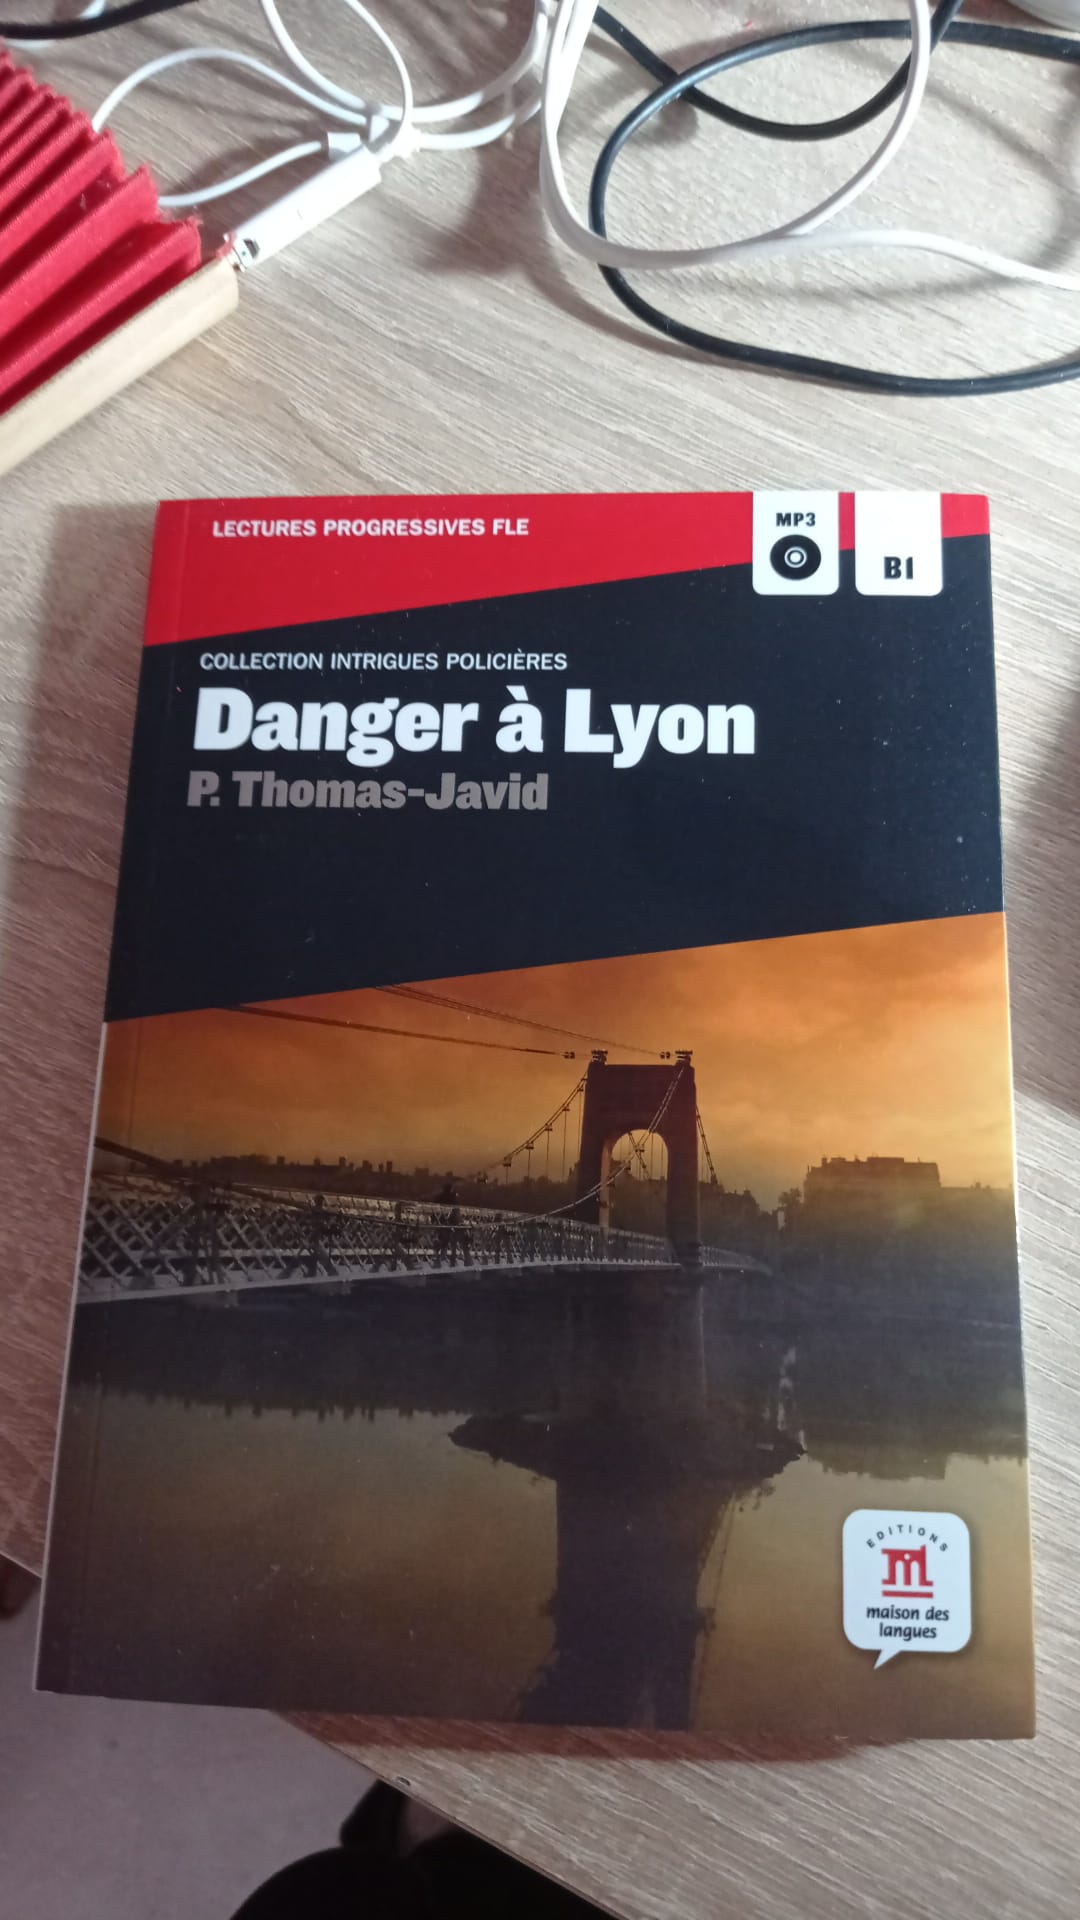 LECTURES PROGRESSIVES FLE
MP3
B1
COLLECTION INTRIGUES POLICIÈRES
Danger à Lyon
P. Thomas-Javid
EDITIONS
maison des
langues